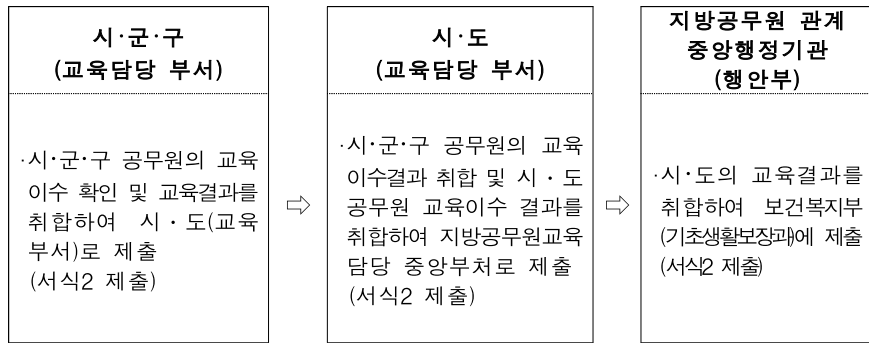 시·군·구
(교육담당 부서)
·시·군·구 공무원의 교육
이수 확인 및 교육결과를
취합하여 시·도(교육
부서)로 제출
(서식2 제출)
⇨
시·도
(교육담당 부서)
·시·군·구 공무원의 교육
이수결과 취합 및 시·도
공무원 교육이수 결과를
취합하여 지방공무원교육
담당 중앙부처로 제출
(서식2 제출)
⇨
지방공무원 관계
중앙행정기관
(행안부)
·시·도의 교육결과를
취합하여 보건복지부
(기초생활보장과)에 제출
(서식2 제출)